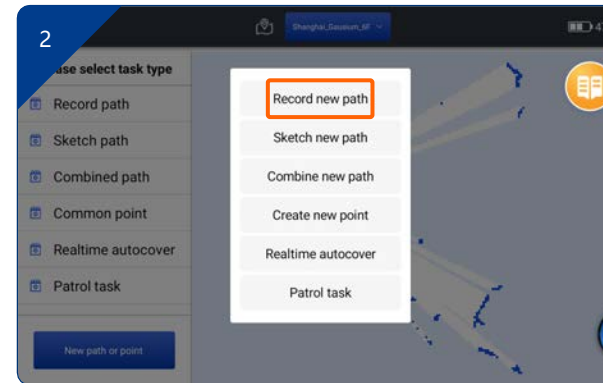 2
Shanghai_Gausium_6F
ase select task type
Record path
Sketch path
Combined path
Common point
Realtime autocover
Patrol task
New path or point
Record new path
Sketch new path
Combine new path
Create new point
Realtime autocover
Patrol task